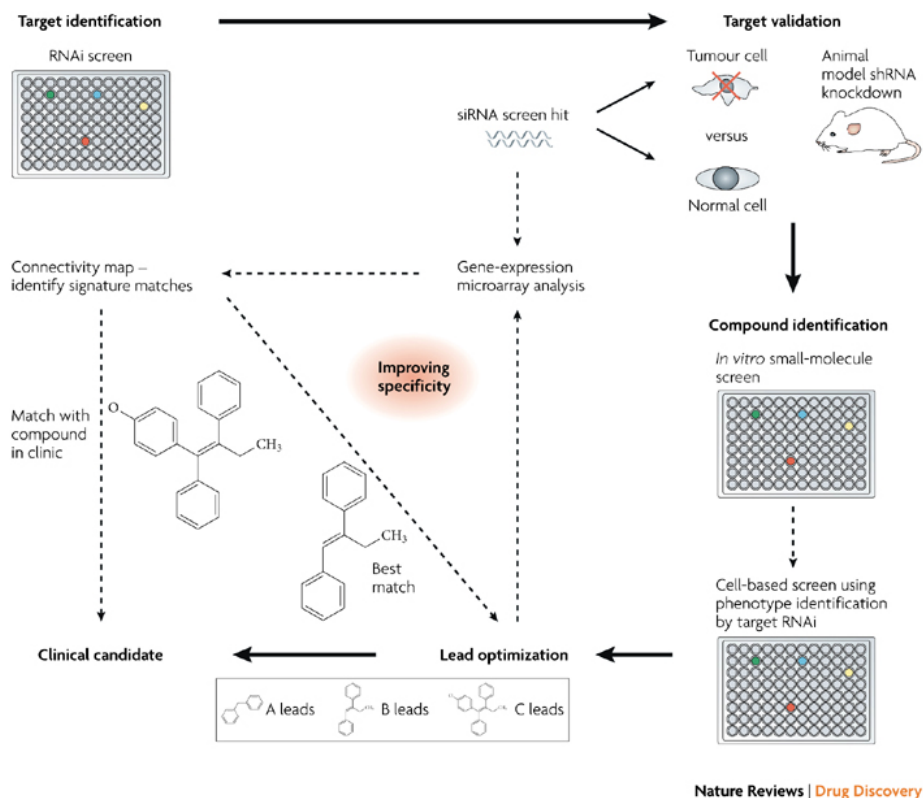 Target identification
Target validation
RNAi screen
Tumour cell
Animal
model shRNA
knockdown
siRNA screen hit
versus
Normal cell
Connectivity map –
identify signature matches
Gene-expression
microarray analysis
Compound identification
In vitro small-molecule
screen
Improving
specificity
Match with
compound
in clinic
O
CH3
CH3
Best
match
Cell-based screen using
phenotype identification
by target RNAi
Clinical candidate
Lead optimization
A leads
B leads
C leads
Nature Reviews | Drug Discovery